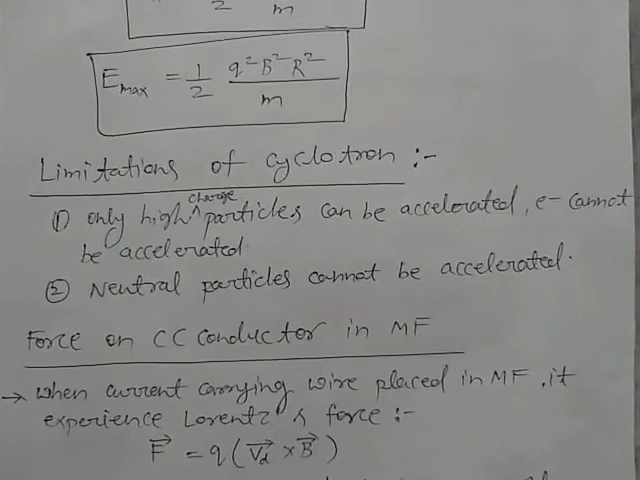 2 m
E max = 1/2 q²B²R²/m
Limitations of cyclotron :-
① only high charge particles can be accelerated, e- cannot
be accelerated.
② Neutral particles cannot be accelerated.
Force on CC conductor in MF
→ when current carrying wire placed in MF, it
experience Lorentz force :-
F⃗ = q (V⃗d × B⃗)